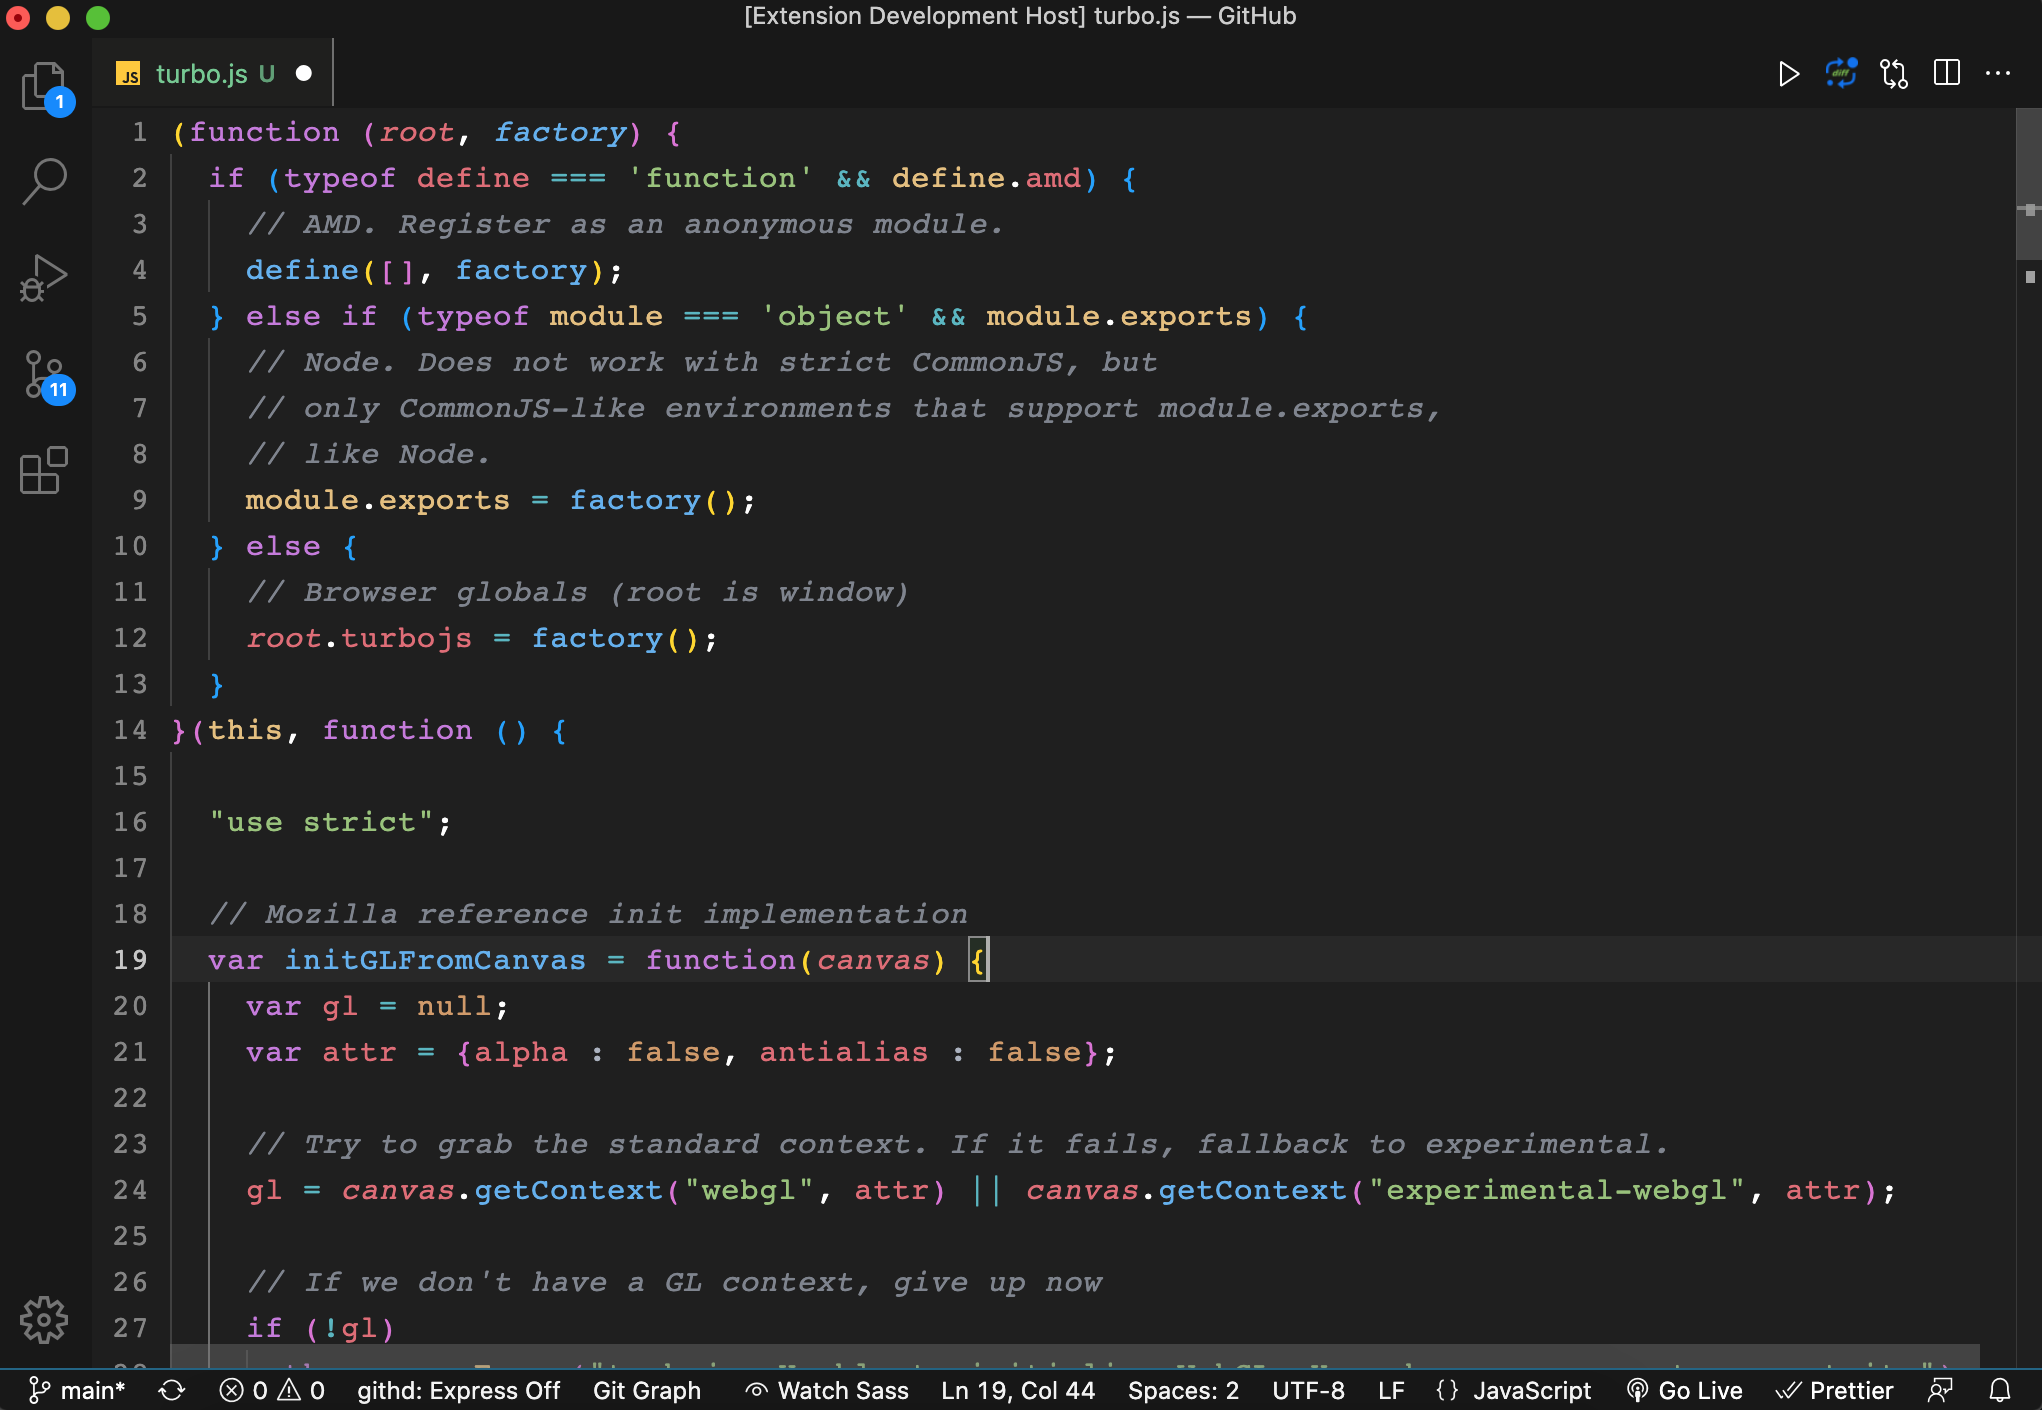 [Extension Development Host] turbo.js — GitHub
JS turbo.js U
diff
1
11
1 (function (root, factory) {
2 if (typeof define === 'function' && define.amd) {
3 // AMD. Register as an anonymous module.
4 define([], factory);
5 } else if (typeof module === 'object' && module.exports) {
6 // Node. Does not work with strict CommonJS, but
7 // only CommonJS-like environments that support module.exports,
8 // like Node.
9 module.exports = factory();
10 } else {
11 // Browser globals (root is window)
12 root.turbojs = factory();
13 }
14 }(this, function () {
15
16 "use strict";
17
18 // Mozilla reference init implementation
19 var initGLFromCanvas = function(canvas) {
20 var gl = null;
21 var attr = {alpha : false, antialias : false};
22
23 // Try to grab the standard context. If it fails, fallback to experimental.
24 gl = canvas.getContext("webgl", attr) || canvas.getContext("experimental-webgl", attr);
25
26 // If we don't have a GL context, give up now
27 if (!gl)
main* 0 0 githd: Express Off Git Graph Watch Sass Ln 19, Col 44 Spaces: 2 UTF-8 LF {} JavaScript Go Live Prettier